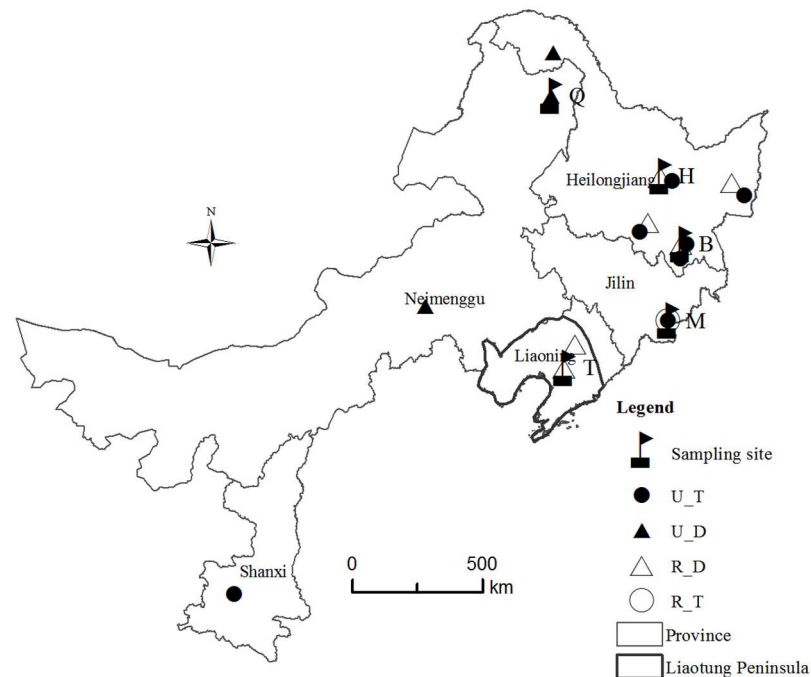 Q
Heilongjiang
H
N
B
Jilin
Neimenggu
M
Liaoning
T
Legend
Sampling site
U_T
U_D
R_D
R_T
Province
Liaotung Peninsula
Shanxi
0 500
km